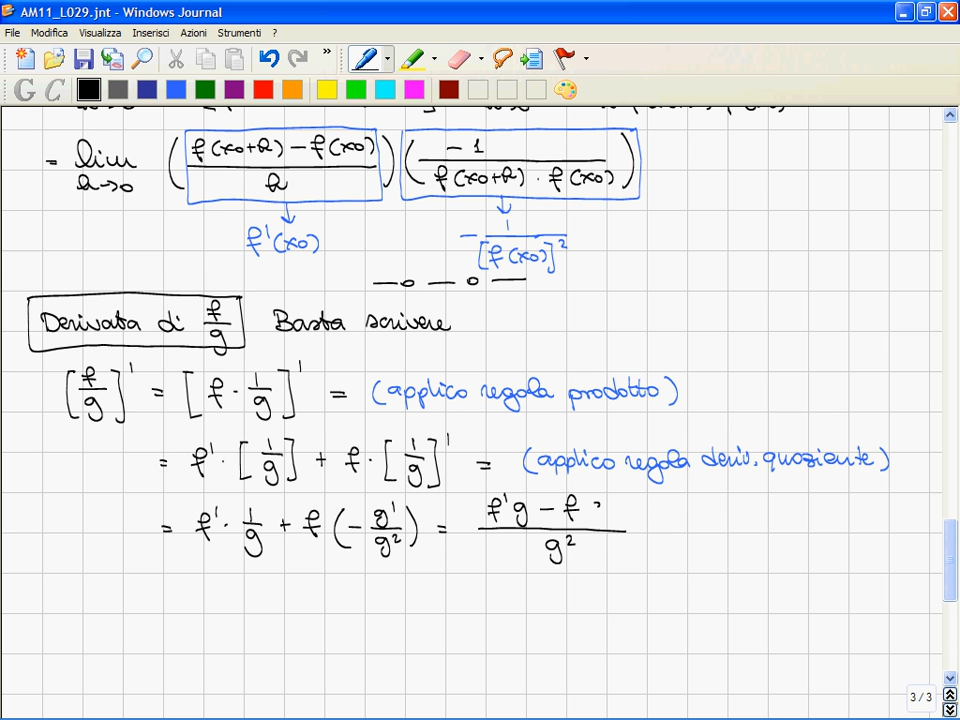 AM11_L029.jnt - Windows Journal
File Modifica Visualizza Inserisci Azioni Strumenti ?
G C
= lim h→0 ( f(x0+h) - f(x0) / h ) ( -1 / f(x0+h) · f(x0) )
f'(x0) - 1 / [f(x0)]²
Derivata di f/g Basta scrivere
[f/g]' = [f · 1/g]' = (applico regola prodotto)
= f' · [1/g] + f · [1/g]' = (applico regola deriv. quoziente)
= f' · 1/g + f (- g'/g²) = f'g - f / g²
3 / 3